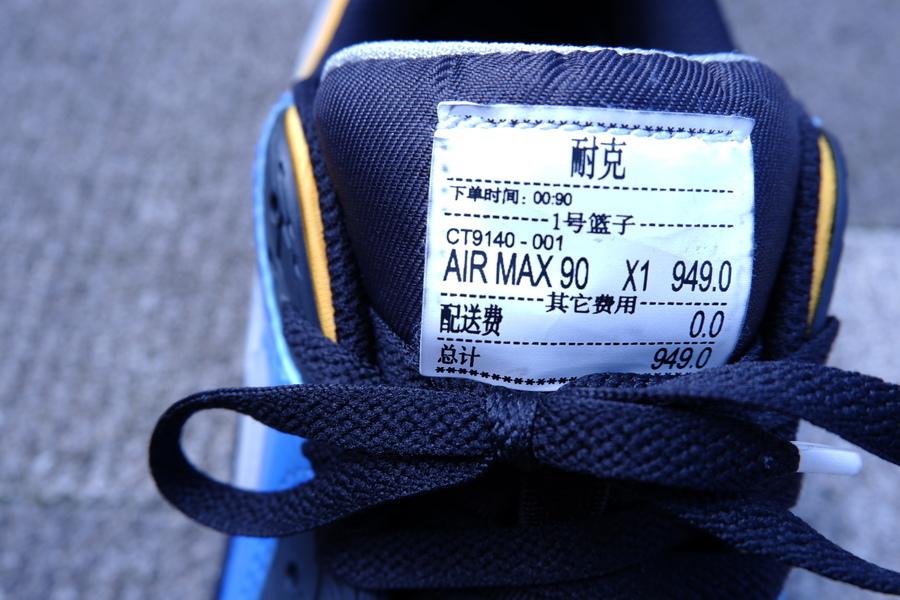 耐克
下单时间：00:90
1号篮子
CT9140-001
AIR MAX 90 X1 949.0
其它费用
配送费 0.0
总计 949.0